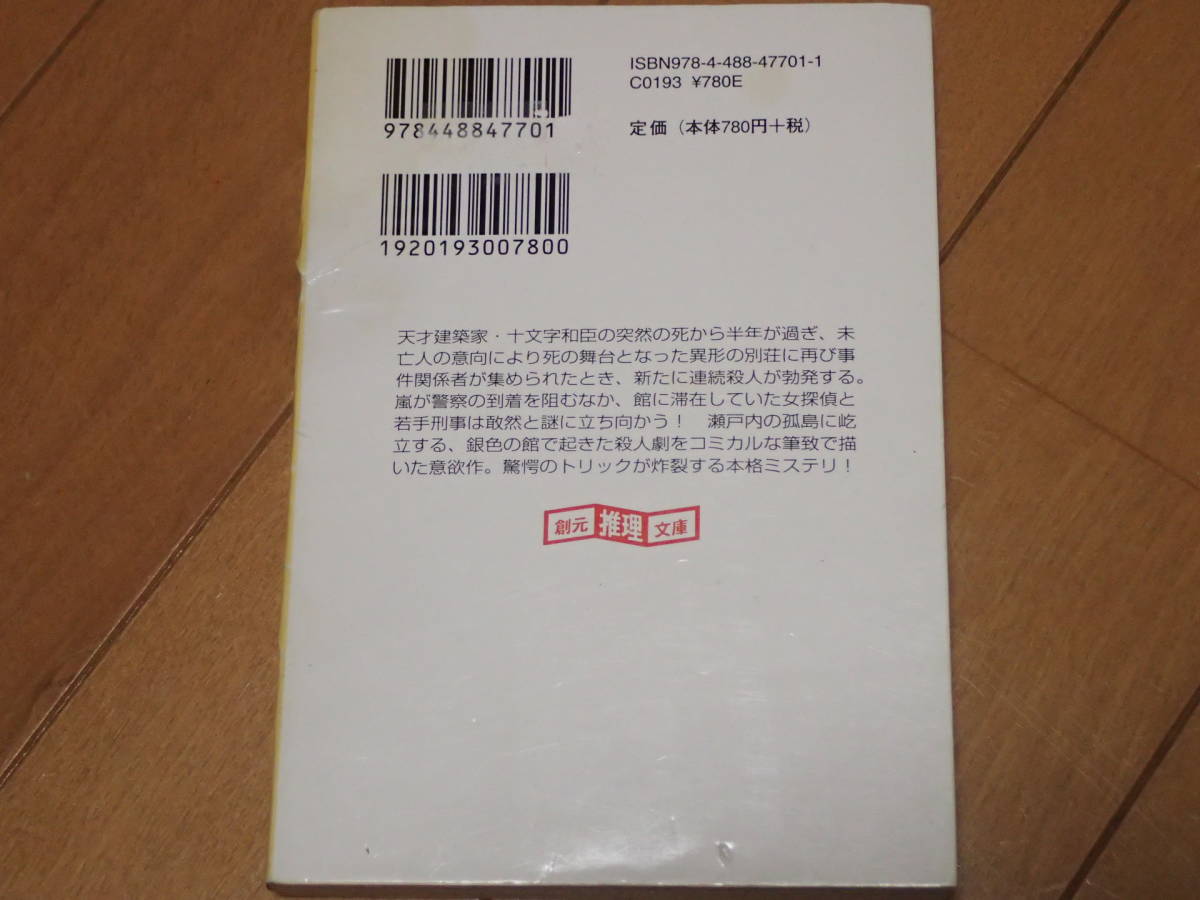 ISBN978-4-488-47701-1
C0193 ¥780E
9784488477011
定価（本体780円＋税）
1920193007800
天才建築家・十文字和臣の突然の死から半年が過ぎ、未
亡人の意向により死の舞台となった異形の別荘に再び事
件関係者が集められたとき、新たに連続殺人が勃発する。
嵐が警察の到着を阻むなか、館に滞在していた女探偵と
若手刑事は敢然と謎に立ち向かう！　瀬戸内の孤島に屹
立する、銀色の館で起きた殺人劇をコミカルな筆致で描
いた意欲作。驚愕のトリックが炸裂する本格ミステリ！
創元推理文庫